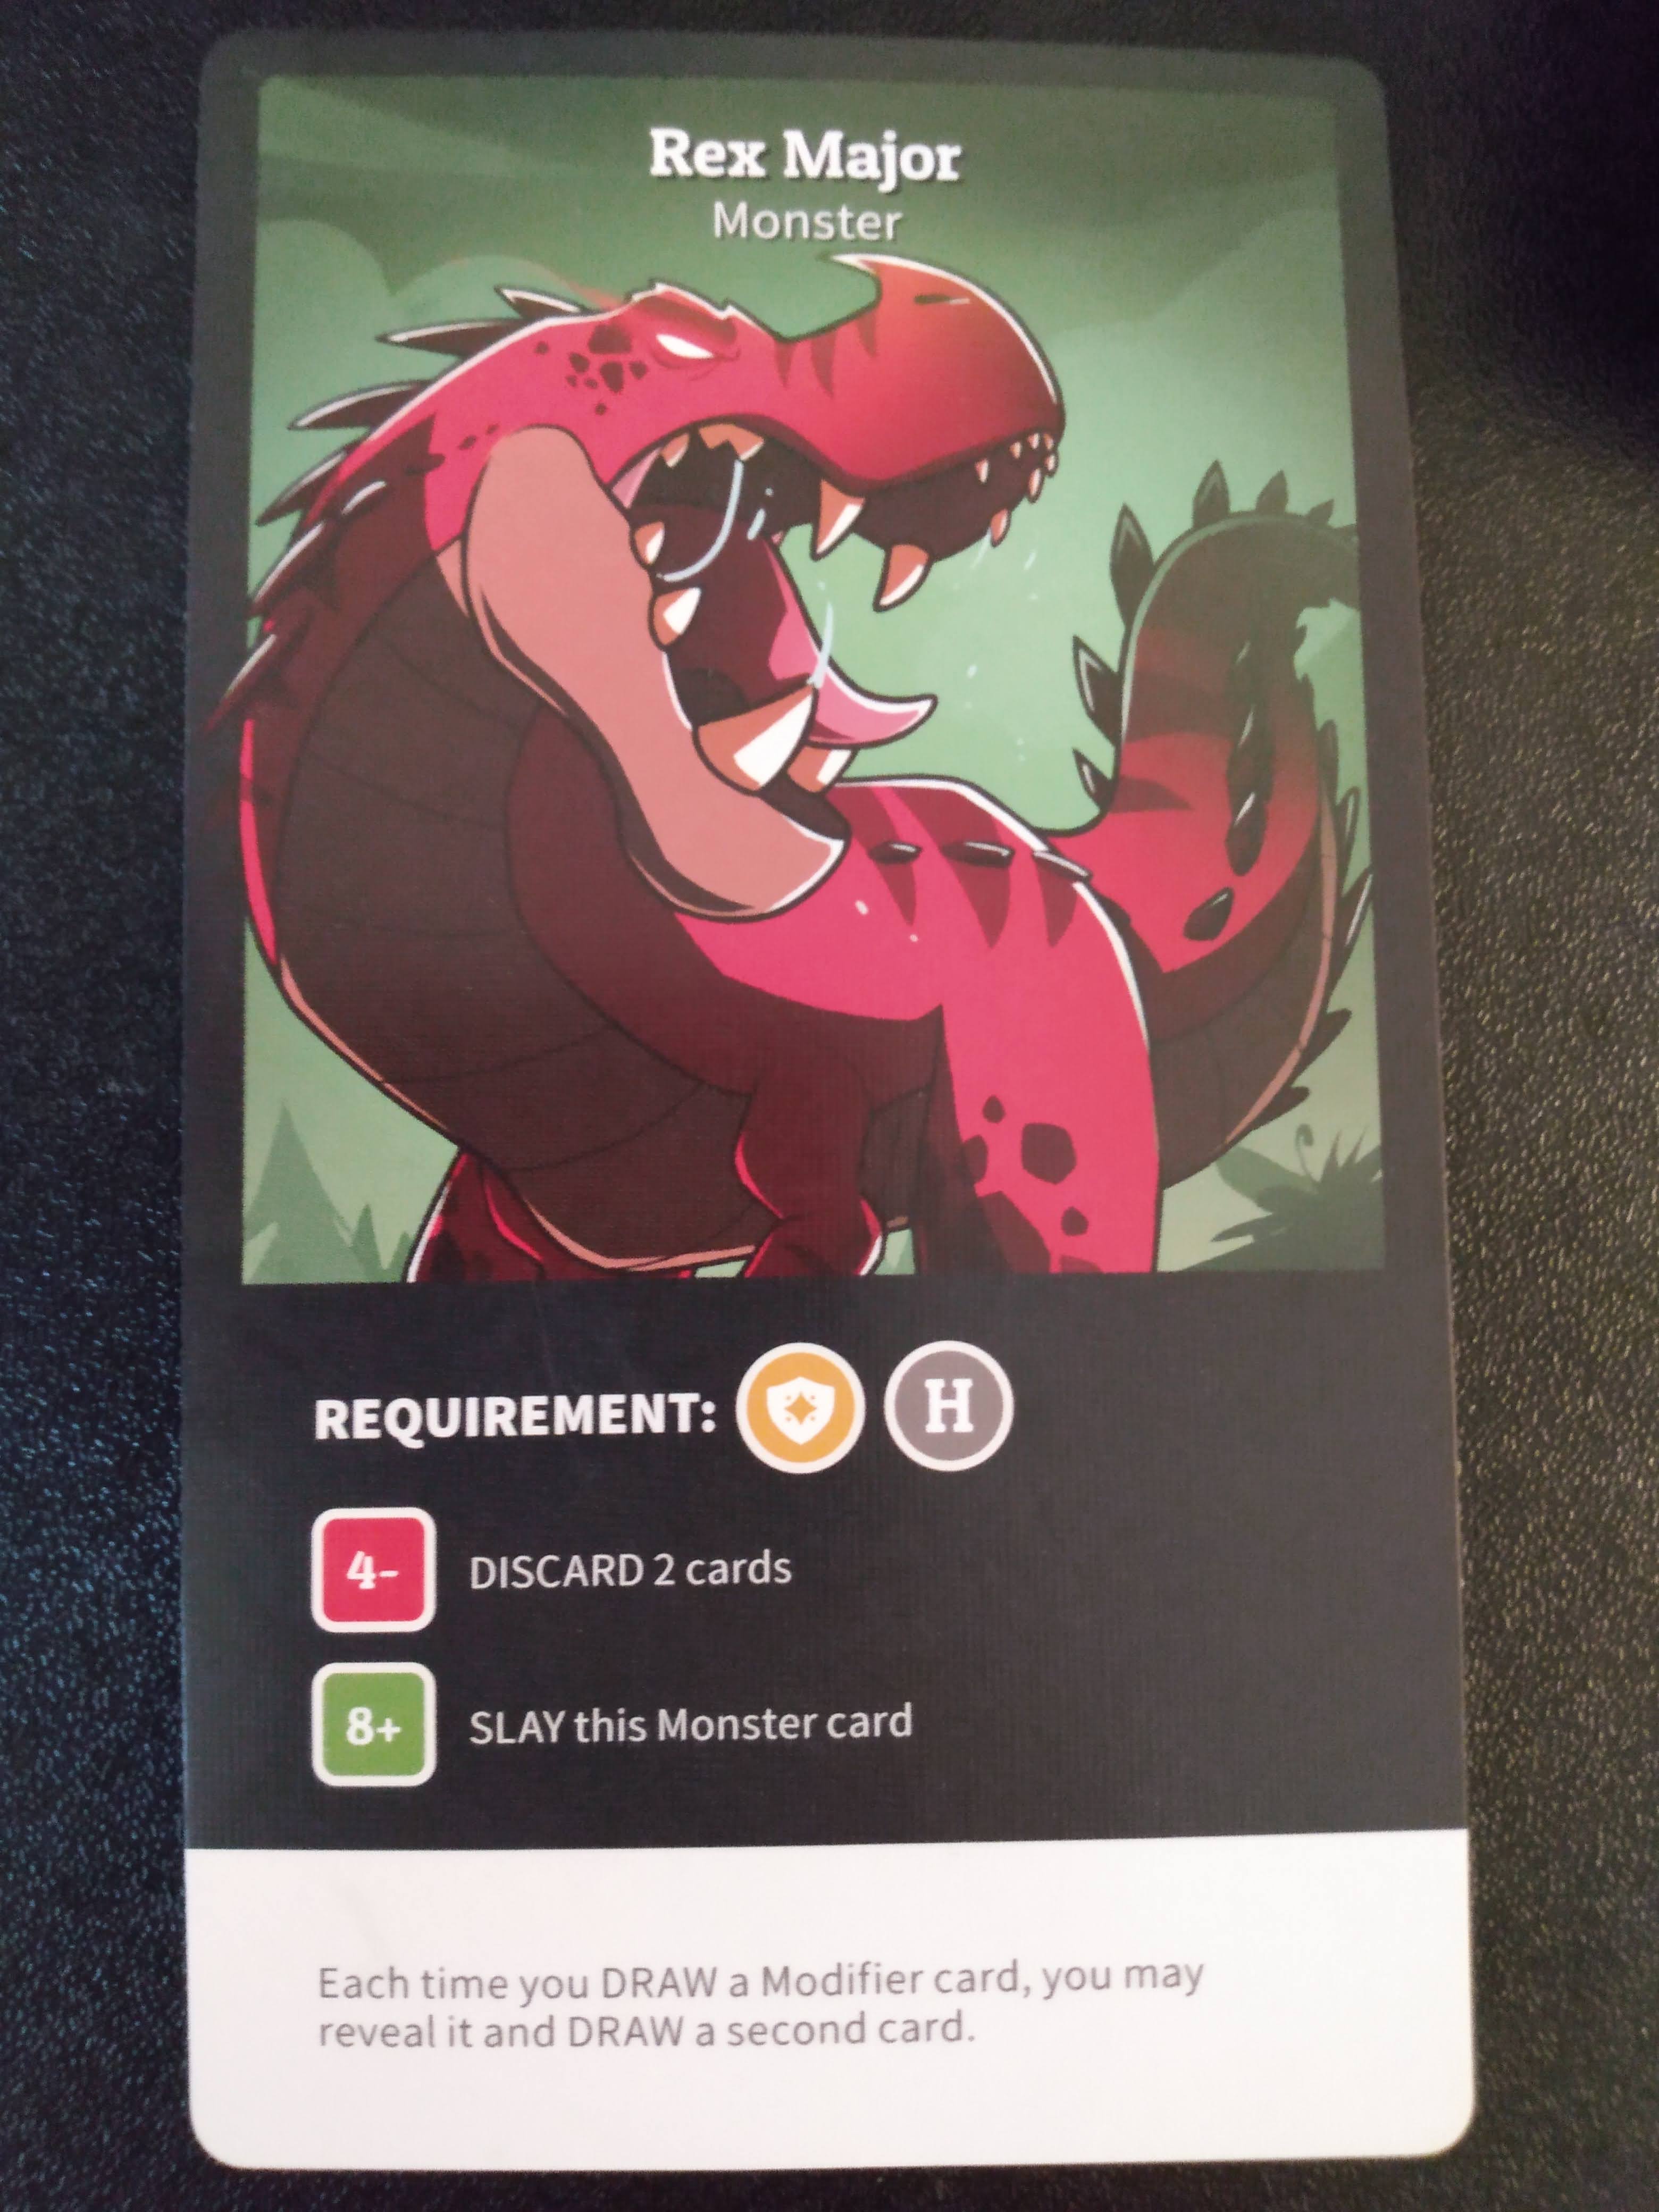 Rex Major
Monster
REQUIREMENT: H
4- DISCARD 2 cards
8+ SLAY this Monster card
Each time you DRAW a Modifier card, you may
reveal it and DRAW a second card.